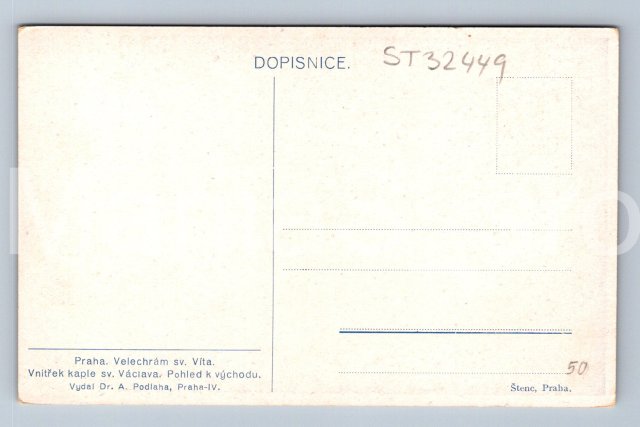 DOPISNICE.
ST32449
Praha. Velechrám sv. Víta.
Vnitřek kaple sv. Václava. Pohled k východu.
Vydal Dr. A. Podlaha, Praha-IV.
50
Štenc, Praha.